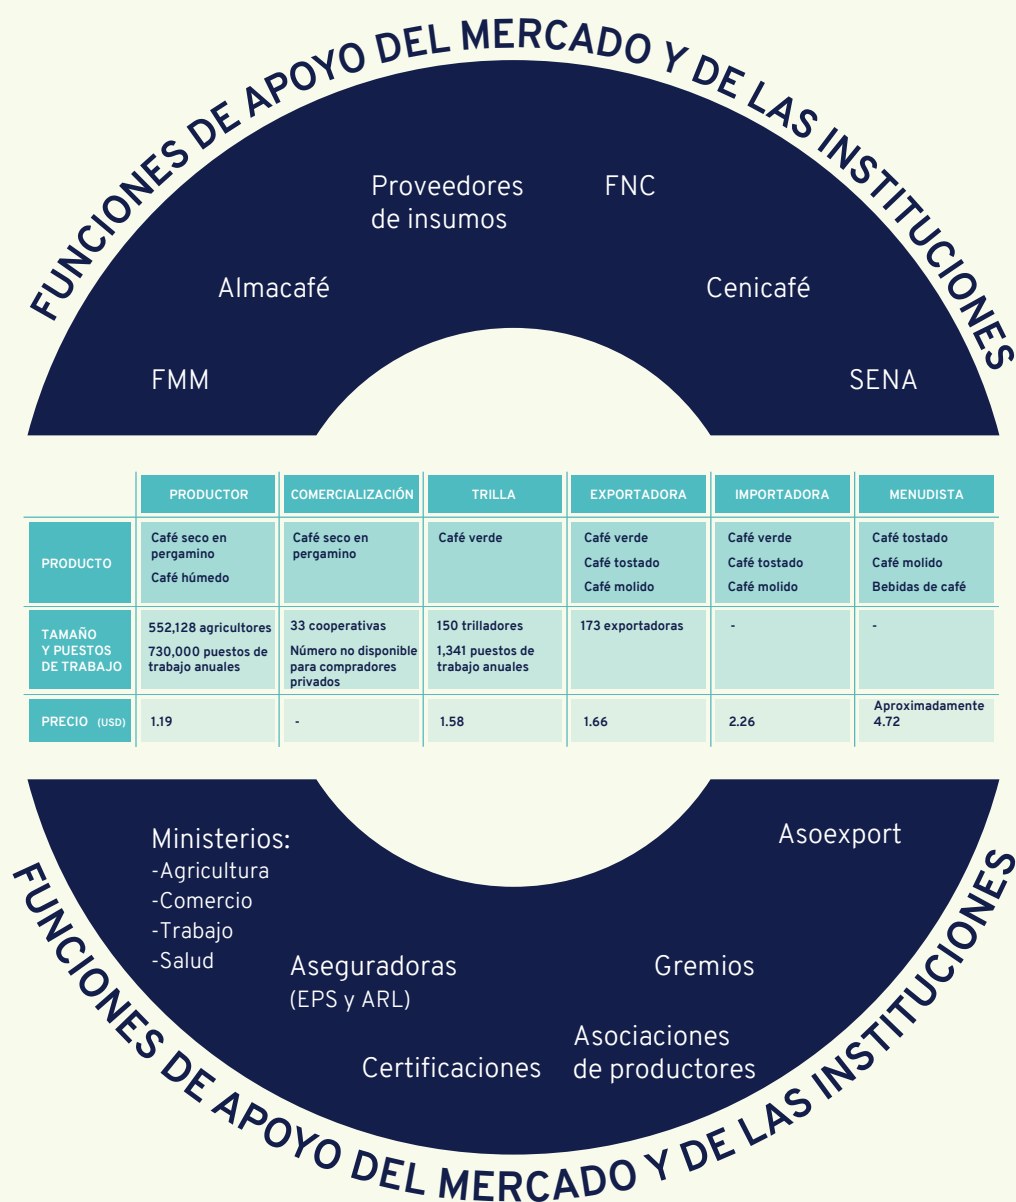 FUNCIONES DE APOYO DEL MERCADO Y DE LAS INSTITUCIONES
Proveedores
de insumos
FNC
Almacafé
Cenicafé
FMM
SENA
PRODUCTOR
COMERCIALIZACIÓN
TRILLA
EXPORTADORA
IMPORTADORA
MENUDISTA
PRODUCTO
Café seco en
pergamino
Café húmedo
Café seco en
pergamino
Café verde
Café verde
Café tostado
Café molido
Café verde
Café tostado
Café molido
Café tostado
Café molido
Bebidas de café
TAMAÑO
Y PUESTOS
DE TRABAJO
552,128 agricultores
730,000 puestos de
trabajo anuales
33 cooperativas
Número no disponible
para compradores
privados
150 trilladores
1,341 puestos de
trabajo anuales
173 exportadoras
-
-
PRECIO (USD)
1.19
-
1.58
1.66
2.26
Aproximadamente
4.72
Ministerios:
-Agricultura
-Comercio
-Trabajo
-Salud
Asoexport
Aseguradoras
(EPS y ARL)
Gremios
Certificaciones
Asociaciones
de productores
FUNCIONES DE APOYO DEL MERCADO Y DE LAS INSTITUCIONES